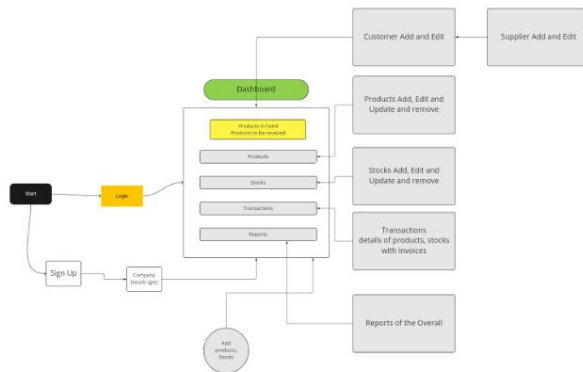 Customer Add and Edit
Supplier Add and Edit
Dashboard
Products in hand
Products to be received
Products Add, Edit and
Update and remove
Products
Stocks
Stocks Add, Edit and
Update and remove
Start
Login
Transactions
Transactions
details of products, stocks
with invoices
Reports
Sign Up
Company
Details
Reports of the Overall
Add
products,
Stocks